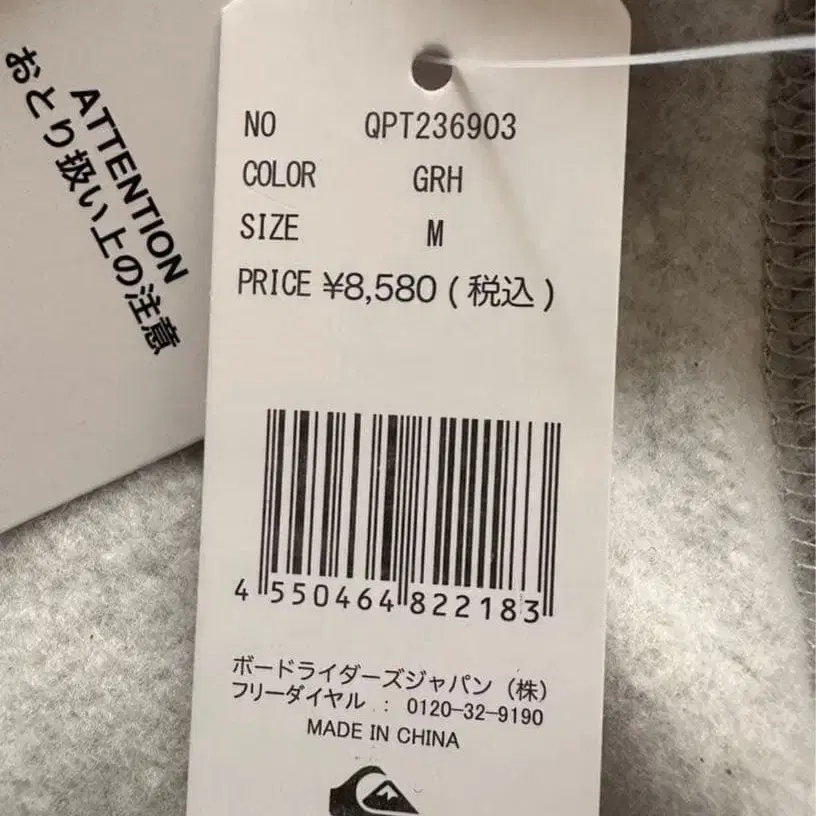 ATTENTION
おとり扱い上の注意
NO QPT236903
COLOR GRH
SIZE M
PRICE ¥8,580 ( 税込 )
4 550464 822183
ボードライダーズジャパン (株)
フリーダイヤル : 0120-32-9190
MADE IN CHINA